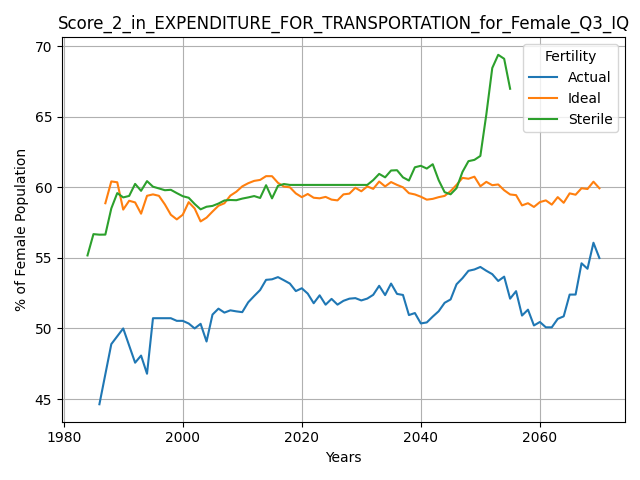 Score_2_in_EXPENDITURE_FOR_TRANSPORTATION_for_Female_Q3_IQ
Fertility
Actual
Ideal
Sterile
% of Female Population
70
65
60
55
50
45
1980
2000
2020
2040
2060
Years